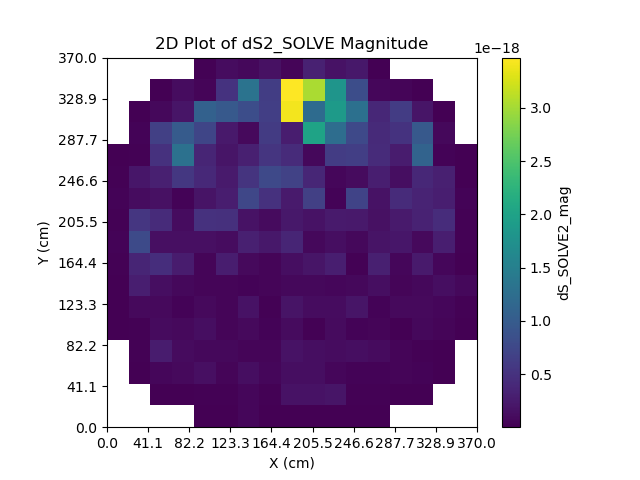 2D Plot of dS2_SOLVE Magnitude
1e−18
370.0
328.9
287.7
246.6
205.5
164.4
123.3
82.2
41.1
0.0
Y (cm)
0.0 41.1 82.2 123.3 164.4 205.5 246.6 287.7 328.9 370.0
X (cm)
3.0
2.5
2.0
1.5
1.0
0.5
dS_SOLVE2_mag